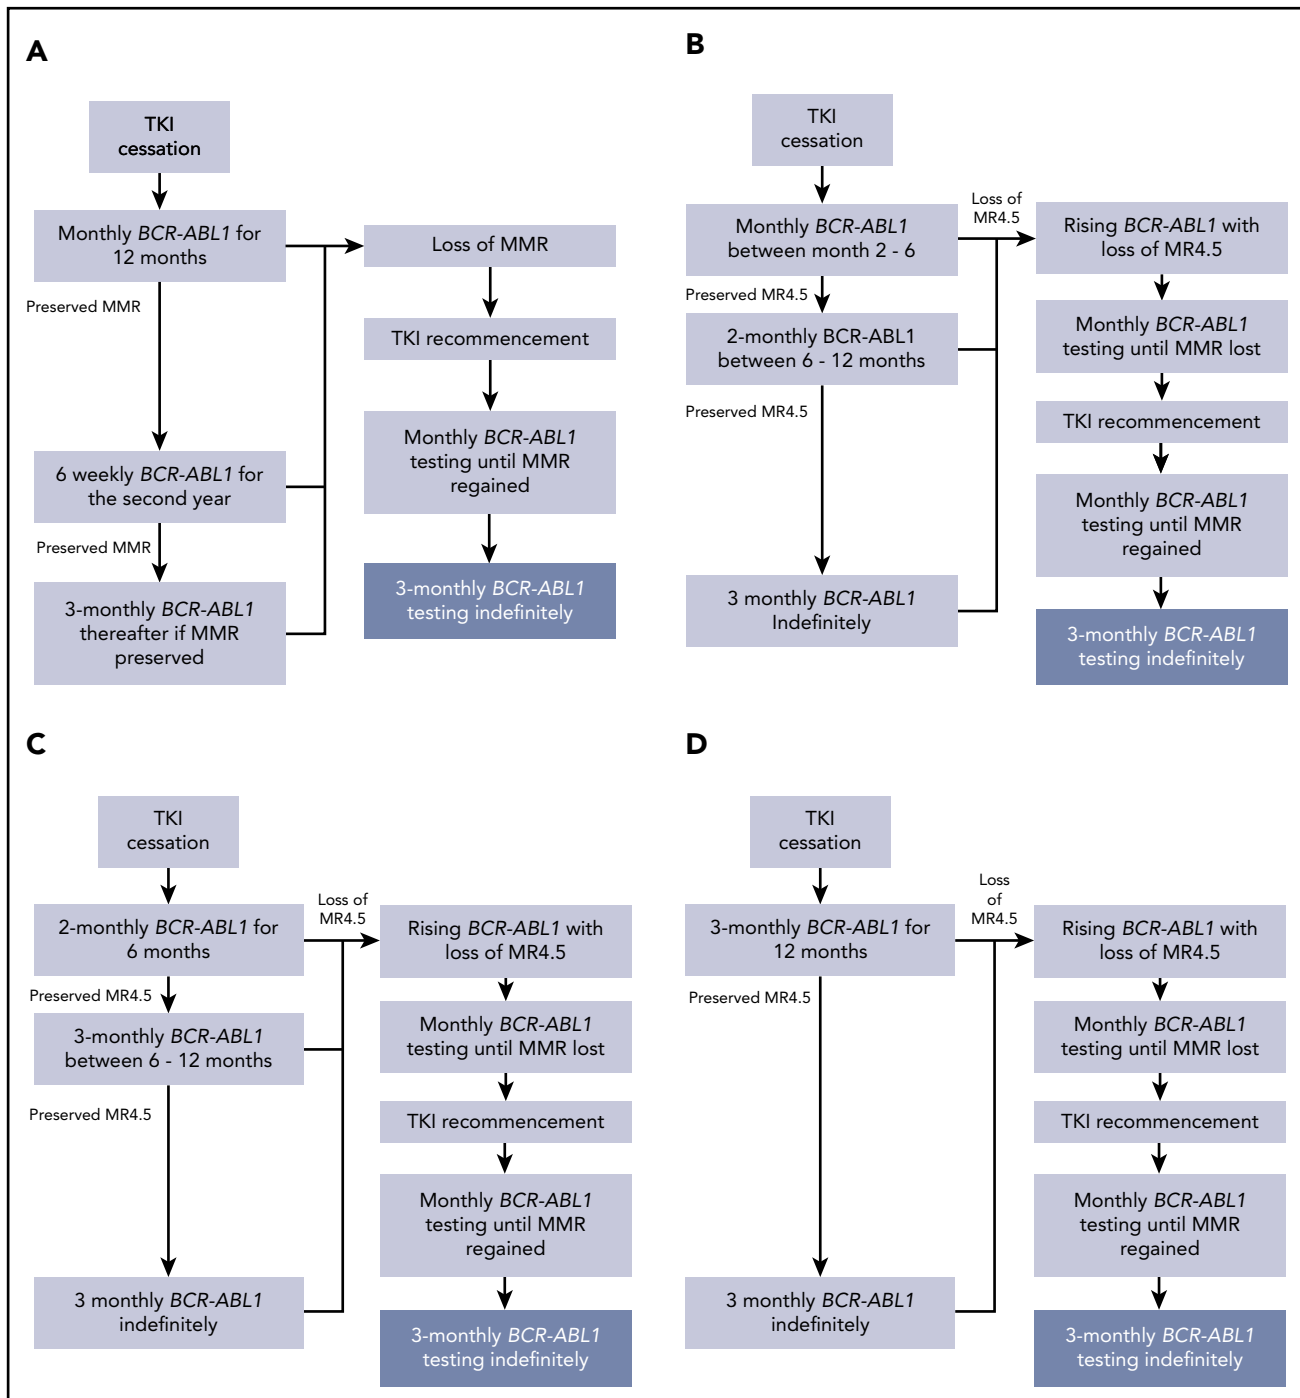 A
TKI
cessation
Monthly BCR-ABL1 for
12 months
Preserved MMR
6 weekly BCR-ABL1 for
the second year
Preserved MMR
3-monthly BCR-ABL1
thereafter if MMR
preserved
Loss of MMR
TKI recommencement
Monthly BCR-ABL1
testing until MMR
regained
3-monthly BCR-ABL1
testing indefinitely
B
TKI
cessation
Monthly BCR-ABL1
between month 2 - 6
Preserved MR4.5
2-monthly BCR-ABL1
between 6 - 12 months
Preserved MR4.5
3 monthly BCR-ABL1
Indefinitely
Loss of
MR4.5
Rising BCR-ABL1 with
loss of MR4.5
Monthly BCR-ABL1
testing until MMR lost
TKI recommencement
Monthly BCR-ABL1
testing until MMR
regained
3-monthly BCR-ABL1
testing indefinitely
C
TKI
cessation
2-monthly BCR-ABL1 for
6 months
Preserved MR4.5
3-monthly BCR-ABL1
between 6 - 12 months
Preserved MR4.5
3 monthly BCR-ABL1
indefinitely
Loss of
MR4.5
Rising BCR-ABL1 with
loss of MR4.5
Monthly BCR-ABL1
testing until MMR lost
TKI recommencement
Monthly BCR-ABL1
testing until MMR
regained
3-monthly BCR-ABL1
testing indefinitely
D
TKI
cessation
3-monthly BCR-ABL1 for
12 months
Preserved MR4.5
3 monthly BCR-ABL1
indefinitely
Loss
of
MR4.5
Rising BCR-ABL1 with
loss of MR4.5
Monthly BCR-ABL1
testing until MMR lost
TKI recommencement
Monthly BCR-ABL1
testing until MMR
regained
3-monthly BCR-ABL1
testing indefinitely